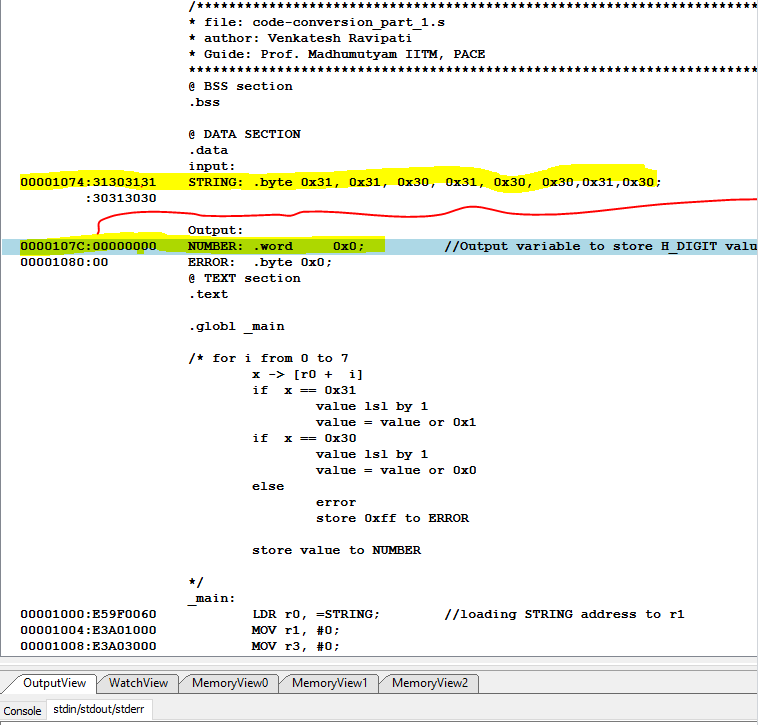 /***********************************************************************
* file: code-conversion_part_1.s
* author: Venkatesh Ravipati
* Guide: Prof. Madhumutyam IITM, PACE
***********************************************************************
@ BSS section
.bss
@ DATA SECTION
.data
input:
00001074:31303131 STRING: .byte 0x31, 0x31, 0x30, 0x31, 0x30, 0x30,0x31,0x30;
:30313030
Output:
0000107C:00000000 NUMBER: .word 0x0; //Output variable to store H_DIGIT valu
00001080:00 ERROR: .byte 0x0;
@ TEXT section
.text
.globl _main
/* for i from 0 to 7
x -> [r0 + i]
if x == 0x31
value lsl by 1
value = value or 0x1
if x == 0x30
value lsl by 1
value = value or 0x0
else
error
store 0xff to ERROR
store value to NUMBER
*/
_main:
00001000:E59F0060 LDR r0, =STRING; //loading STRING address to r1
00001004:E3A01000 MOV r1, #0;
00001008:E3A03000 MOV r3, #0;
OutputView WatchView MemoryView0 MemoryView1 MemoryView2
Console stdin/stdout/stderr